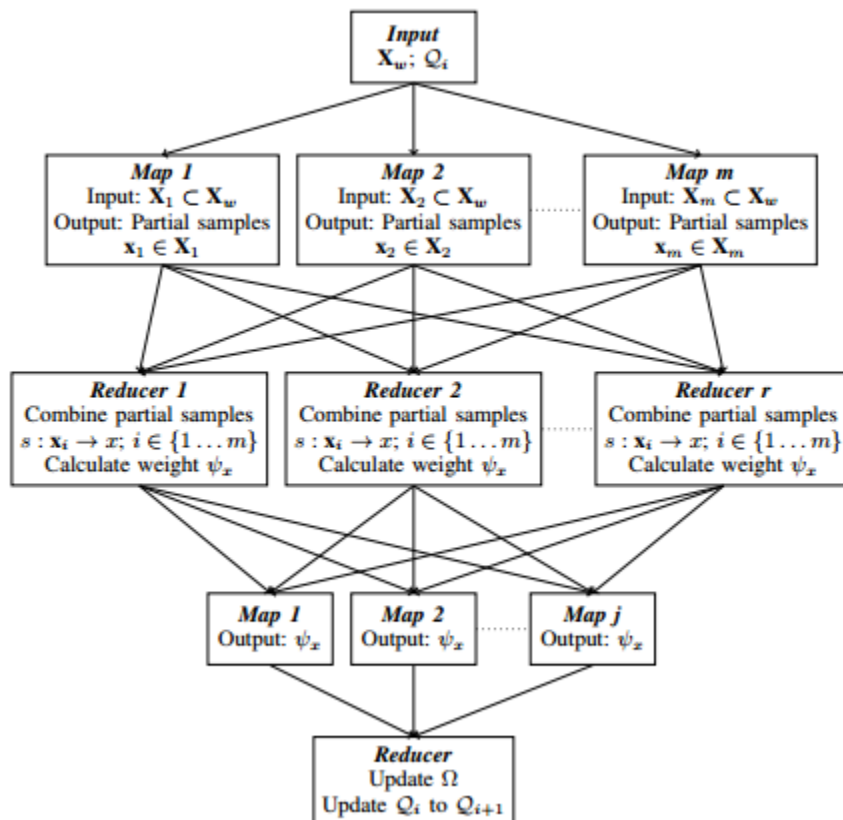 Input
X_w; Q_i
Map 1
Input: X_1 ⊂ X_w
Output: Partial samples
x_1 ∈ X_1
Map 2
Input: X_2 ⊂ X_w
Output: Partial samples
x_2 ∈ X_2
Map m
Input: X_m ⊂ X_w
Output: Partial samples
x_m ∈ X_m
Reducer 1
Combine partial samples
s : x_i → x; i ∈ {1 … m}
Calculate weight ψ_x
Reducer 2
Combine partial samples
s : x_i → x; i ∈ {1 … m}
Calculate weight ψ_x
Reducer r
Combine partial samples
s : x_i → x; i ∈ {1 … m}
Calculate weight ψ_x
Map 1
Output: ψ_x
Map 2
Output: ψ_x
Map j
Output: ψ_x
Reducer
Update Ω
Update Q_i to Q_{i+1}